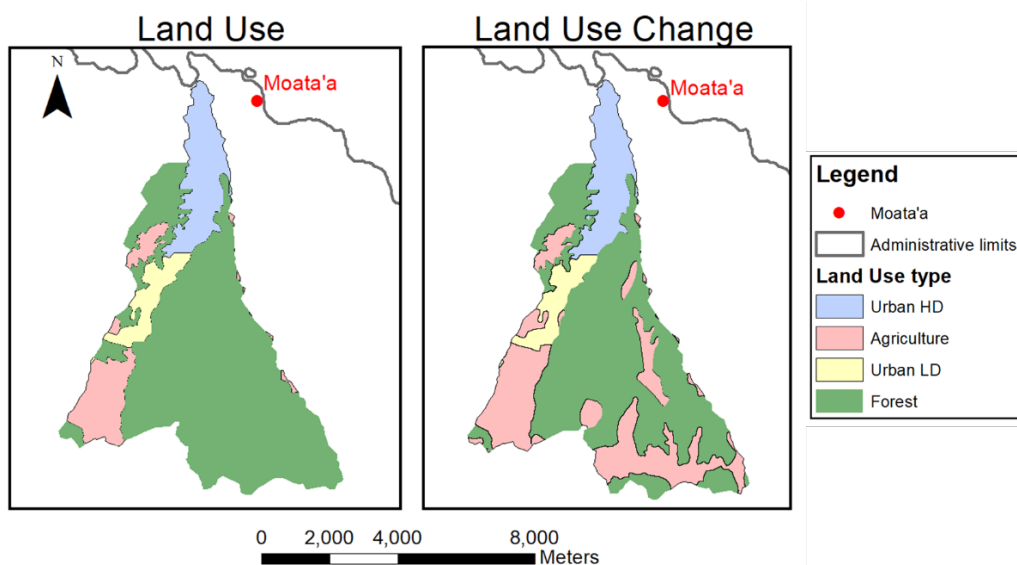 Land Use
Land Use Change
N
Moata'a
Moata'a
Legend
Moata'a
Administrative limits
Land Use type
Urban HD
Agriculture
Urban LD
Forest
0 2,000 4,000 8,000
Meters